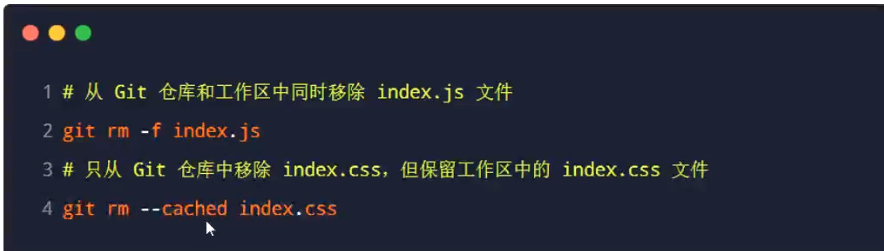 1 # 从 Git 仓库和工作区中同时移除 index.js 文件
2 git rm -f index.js
3 # 只从 Git 仓库中移除 index.css，但保留工作区中的 index.css 文件
4 git rm --cached index.css